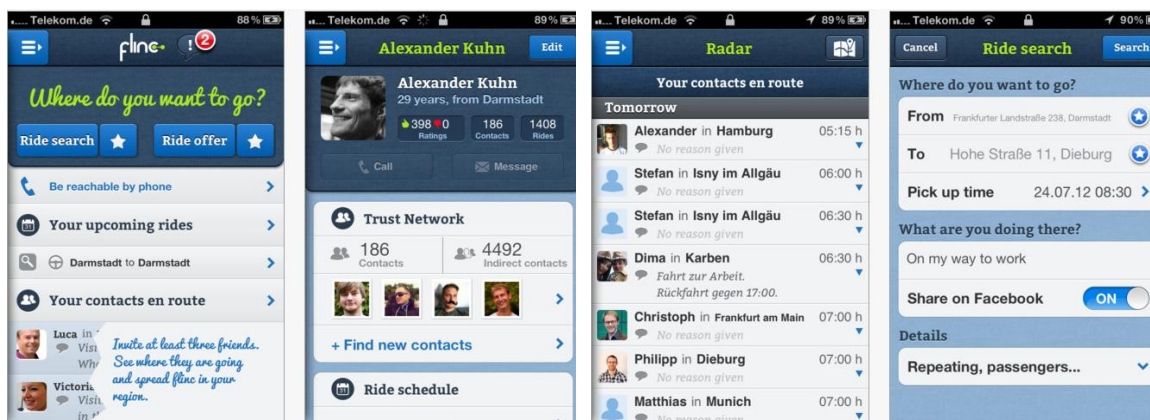 Telekom.de
88 %
flinc
2
Where do you want to go?
Ride search
Ride offer
Be reachable by phone
Your upcoming rides
Darmstadt to Darmstadt
Your contacts en route
Luca in
Invite at least three friends.
See where they are going
and spread flinc in your
region.
Victoria
in
Telekom.de
89 %
Alexander Kuhn
Edit
Alexander Kuhn
29 years, from Darmstadt
398 0
Ratings
186
Contacts
1408
Rides
Call
Message
Trust Network
186
Contacts
4492
Indirect contacts
+ Find new contacts
Ride schedule
Telekom.de
89 %
Radar
Your contacts en route
Tomorrow
Alexander in Hamburg 05:15 h
No reason given
Stefan in Isny im Allgäu 06:00 h
No reason given
Stefan in Isny im Allgäu 06:30 h
No reason given
Dima in Karben 06:30 h
Fahrt zur Arbeit.
Rückfahrt gegen 17:00.
Christoph in Frankfurt am Main 07:00 h
No reason given
Philipp in Dieburg 07:00 h
No reason given
Matthias in Munich 07:00 h
No reason given
Telekom.de
90%
Cancel
Ride search
Search
Where do you want to go?
From Frankfurter Landstraße 238, Darmstadt
To Hohe Straße 11, Dieburg
Pick up time 24.07.12 08:30
What are you doing there?
On my way to work
Share on Facebook ON
Details
Repeating, passengers...